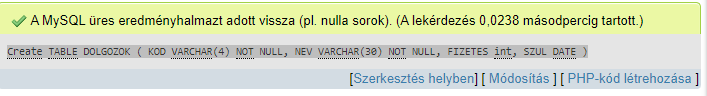 A MySQL üres eredményhalmazt adott vissza (pl. nulla sorok). (A lekérdezés 0,0238 másodpercig tartott.)
Create TABLE DOLGOZOK ( KOD VARCHAR(4) NOT NULL, NEV VARCHAR(30) NOT NULL, FIZETES int, SZUL DATE )
[Szerkesztés helyben] [ Módosítás ] [ PHP-kód létrehozása ]